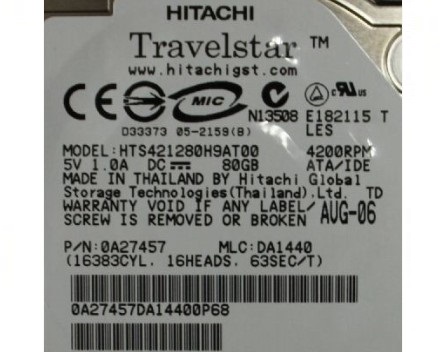 HITACHI
Travelstar ™
www.hitachigst.com
CE MIC N13508 E182115 T
D33373 05-2159(B) LES
MODEL:HTS421280H9AT00 4200RPM
5V 1.0A DC 80GB ATA/IDE
MADE IN THAILAND BY Hitachi Global
Storage Technologies(Thailand).Ltd. TD
WARRANTY VOID IF ANY LABEL/
SCREW IS REMOVED OR BROKEN AUG-06
P/N:0A27457 MLC:DA1440
(16383CYL. 16HEADS. 63SEC/T)
0A27457DA14400P68